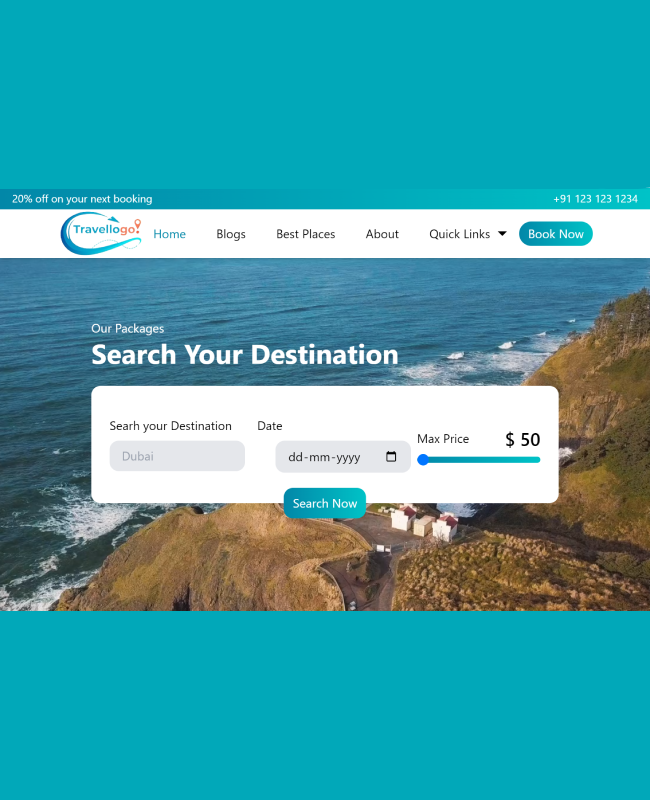 20% off on your next booking
+91 123 123 1234
Travellogo!
Home
Blogs
Best Places
About
Quick Links
Book Now
Our Packages
Search Your Destination
Searh your Destination
Date
Max Price
$ 50
Dubai
dd-mm-yyyy
Search Now